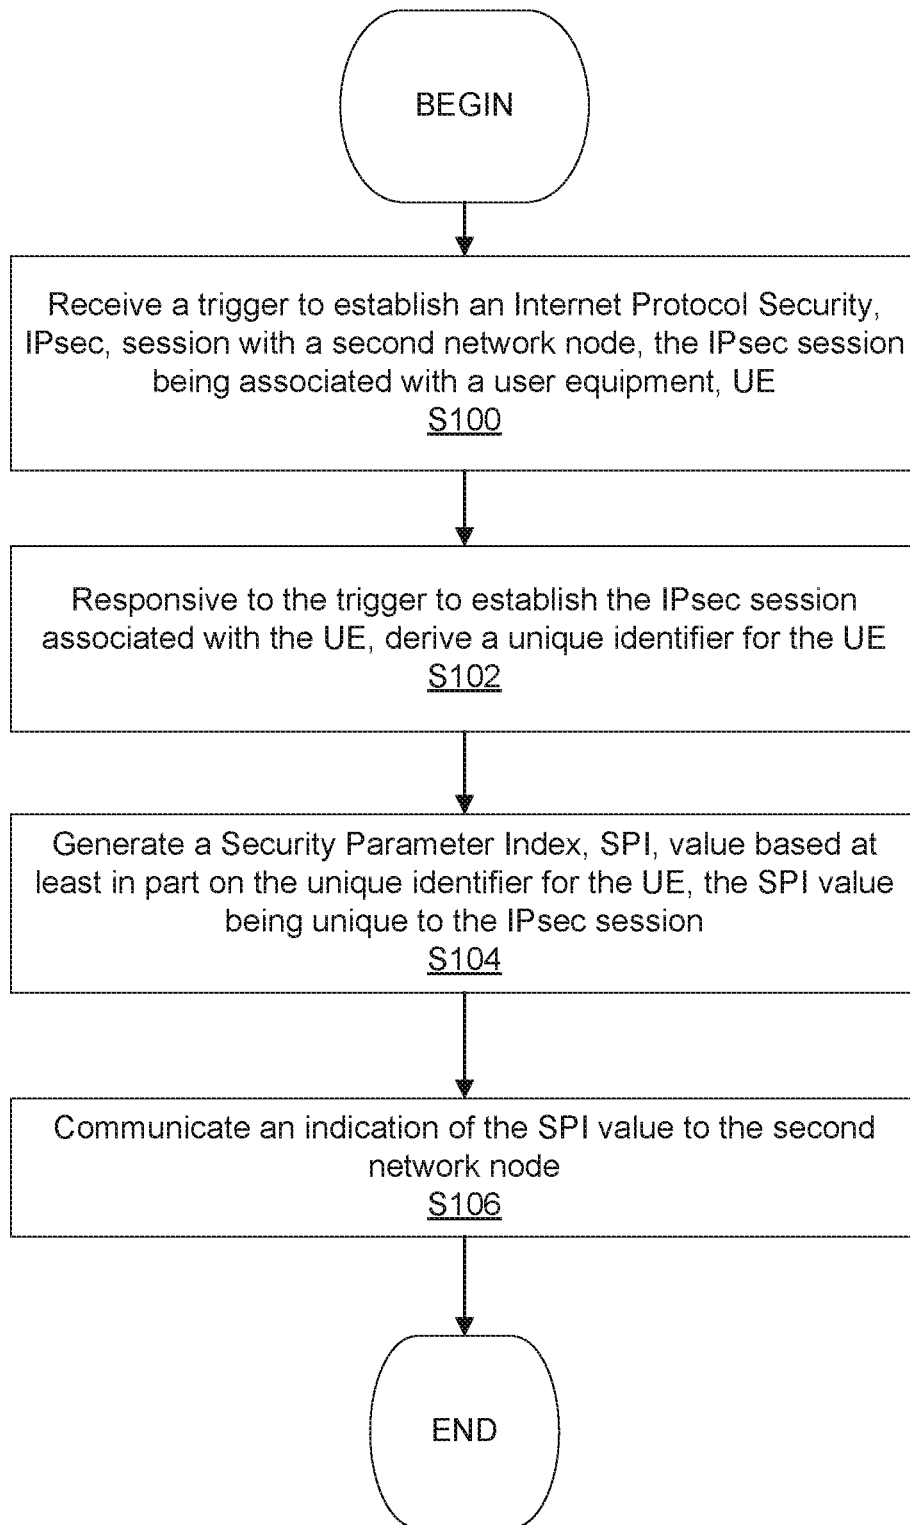 BEGIN
Receive a trigger to establish an Internet Protocol Security,
IPsec, session with a second network node, the IPsec session
being associated with a user equipment, UE
S100
Responsive to the trigger to establish the IPsec session
associated with the UE, derive a unique identifier for the UE
S102
Generate a Security Parameter Index, SPI, value based at
least in part on the unique identifier for the UE, the SPI value
being unique to the IPsec session
S104
Communicate an indication of the SPI value to the second
network node
S106
END